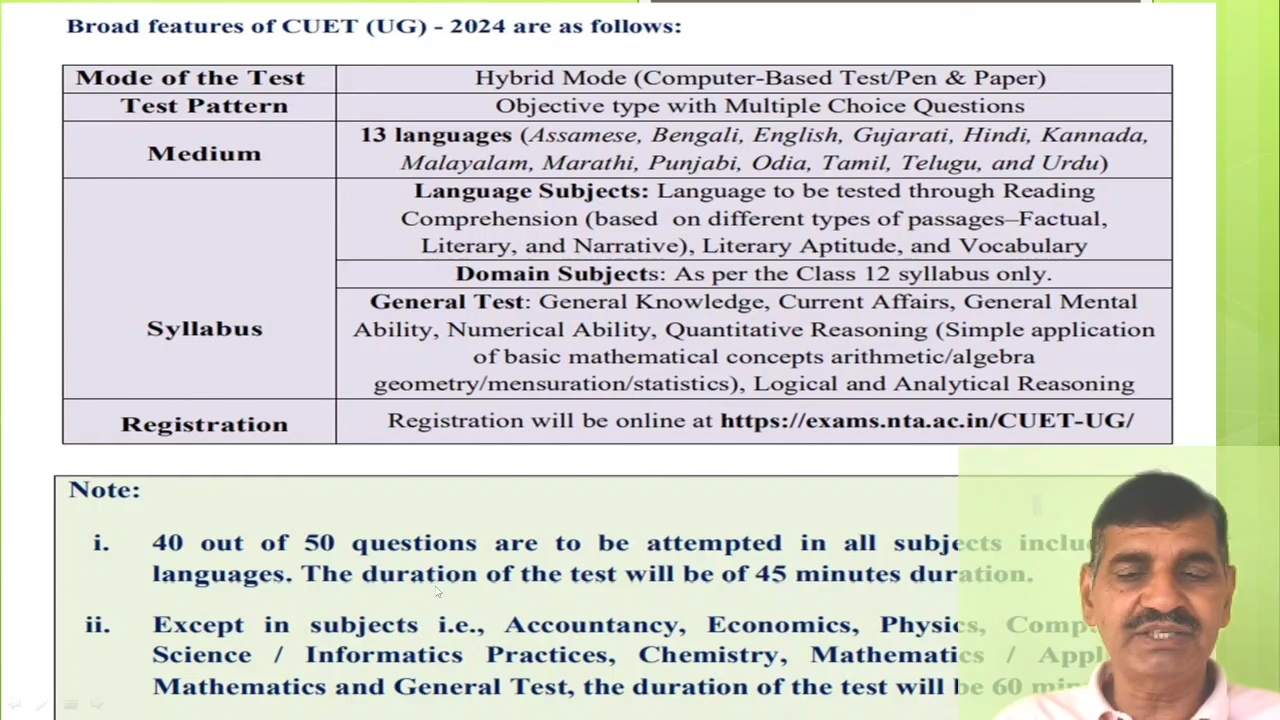 Broad features of CUET (UG) - 2024 are as follows:
Mode of the Test
Hybrid Mode (Computer-Based Test/Pen & Paper)
Test Pattern
Objective type with Multiple Choice Questions
Medium
13 languages (Assamese, Bengali, English, Gujarati, Hindi, Kannada,
Malayalam, Marathi, Punjabi, Odia, Tamil, Telugu, and Urdu)
Syllabus
Language Subjects: Language to be tested through Reading
Comprehension (based on different types of passages–Factual,
Literary, and Narrative), Literary Aptitude, and Vocabulary
Domain Subjects: As per the Class 12 syllabus only.
General Test: General Knowledge, Current Affairs, General Mental
Ability, Numerical Ability, Quantitative Reasoning (Simple application
of basic mathematical concepts arithmetic/algebra
geometry/mensuration/statistics), Logical and Analytical Reasoning
Registration
Registration will be online at https://exams.nta.ac.in/CUET-UG/
Note:
i. 40 out of 50 questions are to be attempted in all subjects
languages. The duration of the test will be of 45 minutes duration.
ii. Except in subjects i.e., Accountancy, Economics, Physics,
Science / Informatics Practices, Chemistry, Mathematics /
Mathematics and General Test, the duration of the test will be 60